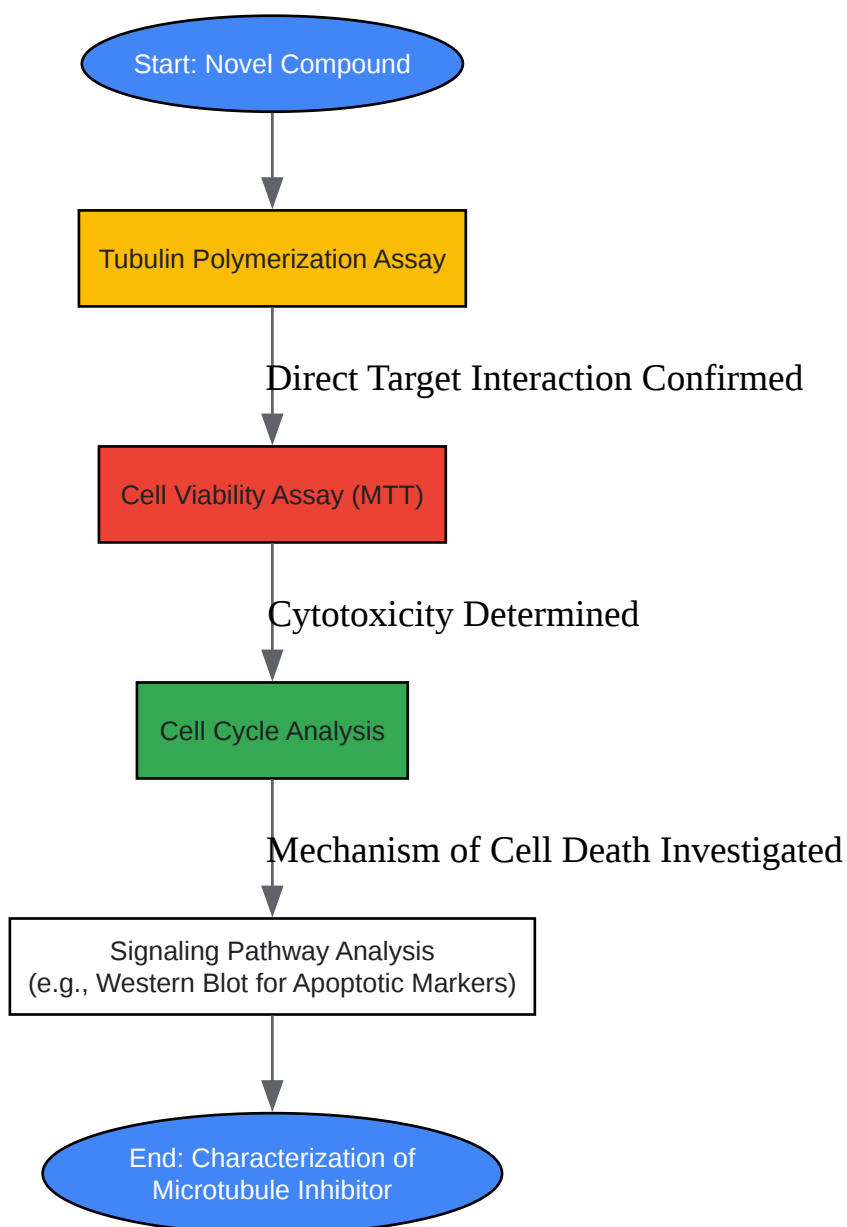 Start: Novel Compound
Tubulin Polymerization Assay
Direct Target Interaction Confirmed
Cell Viability Assay (MTT)
Cytotoxicity Determined
Cell Cycle Analysis
Mechanism of Cell Death Investigated
Signaling Pathway Analysis
(e.g., Western Blot for Apoptotic Markers)
End: Characterization of
Microtubule Inhibitor